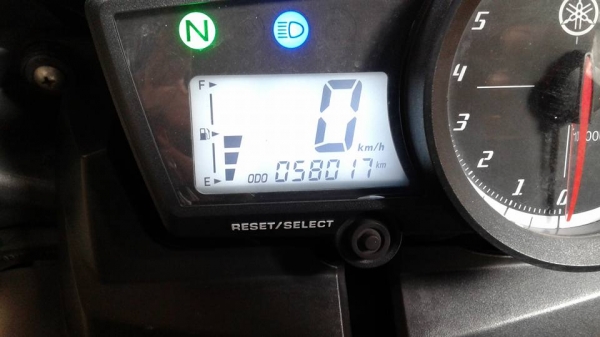 N
F
0
km/h
E ODO 058017 km
RESET/SELECT
5
4
3
2
1
0